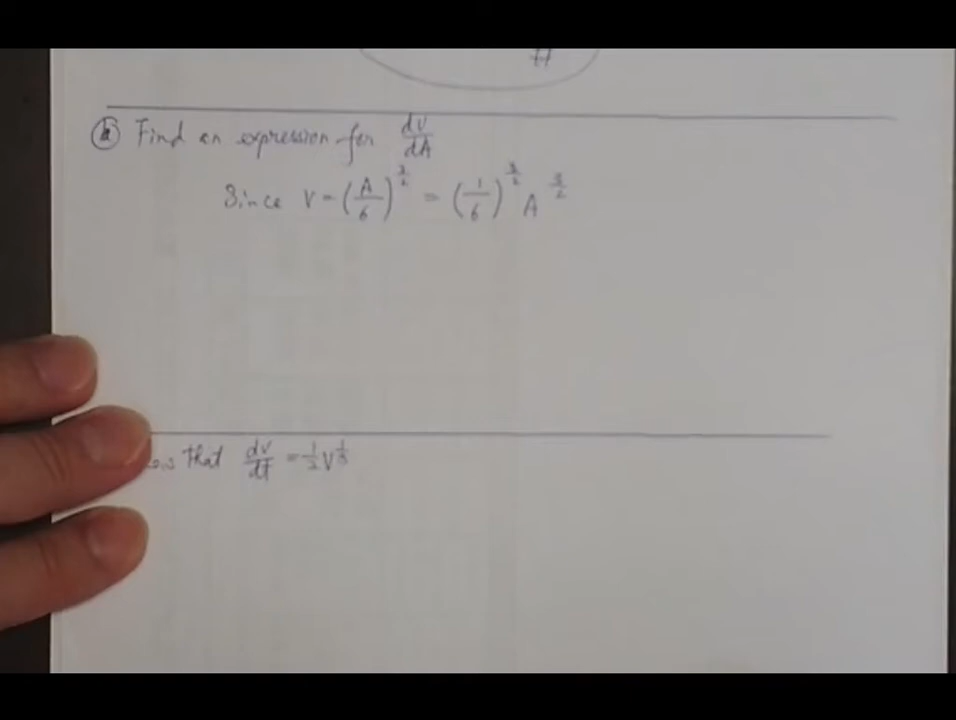 (b) Find an expression for dV/dA
Since V = (A/6)^(3/2) = (1/6)^(3/2) A^(3/2)
that dV/dt = 1/2 V^(1/3)